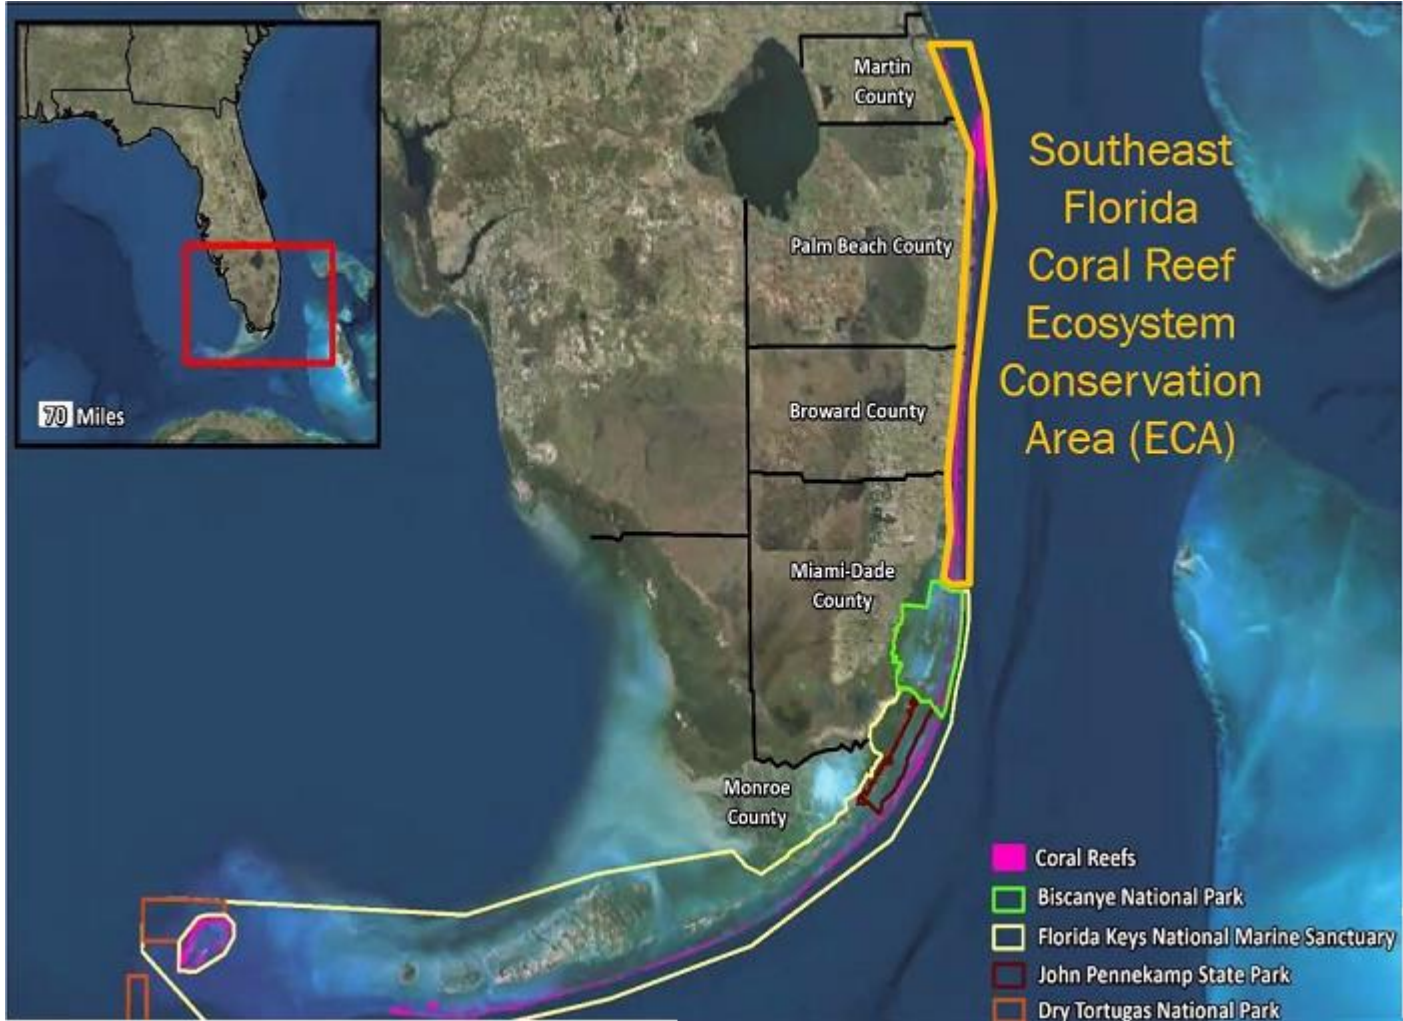 Martin
County
Southeast
Florida
Coral Reef
Ecosystem
Conservation
Area (ECA)
Palm Beach County
70 Miles
Broward County
Miami-Dade
County
Monroe
County
Coral Reefs
Biscanye National Park
Florida Keys National Marine Sanctuary
John Pennekamp State Park
Dry Tortugas National Park